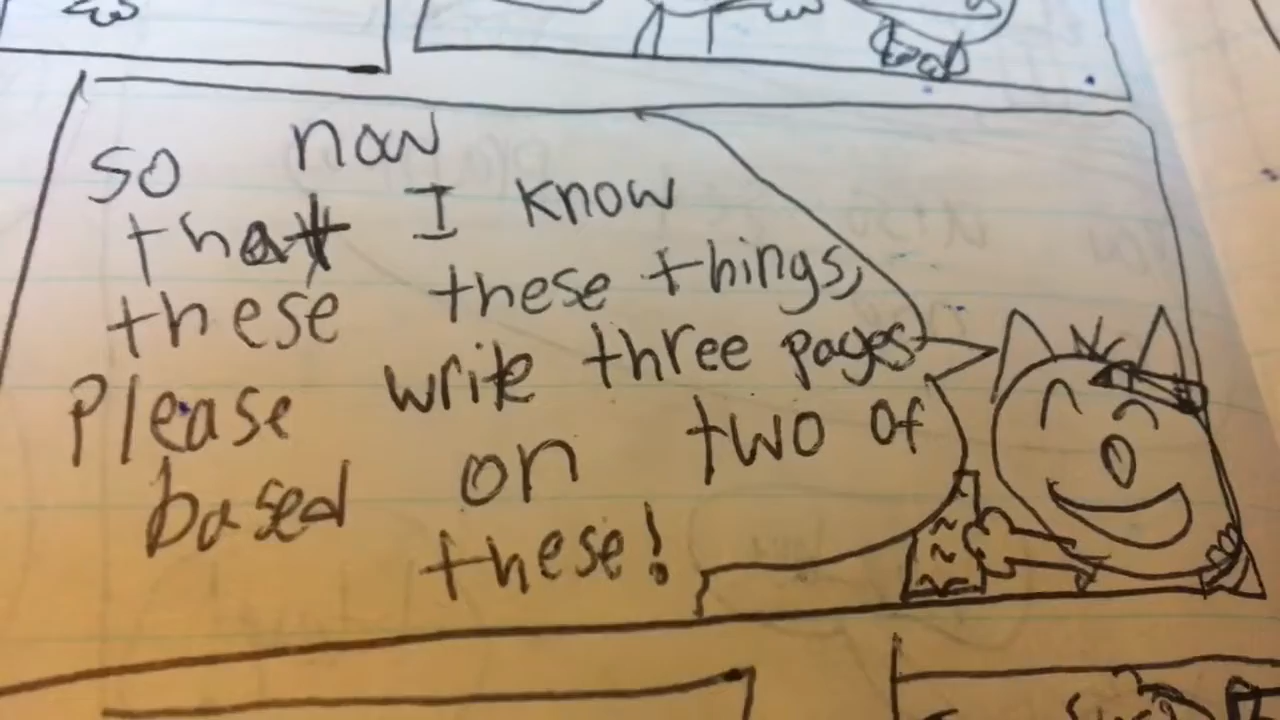 so now
that I know
these these things,
Please write three pages
based on two of
these!